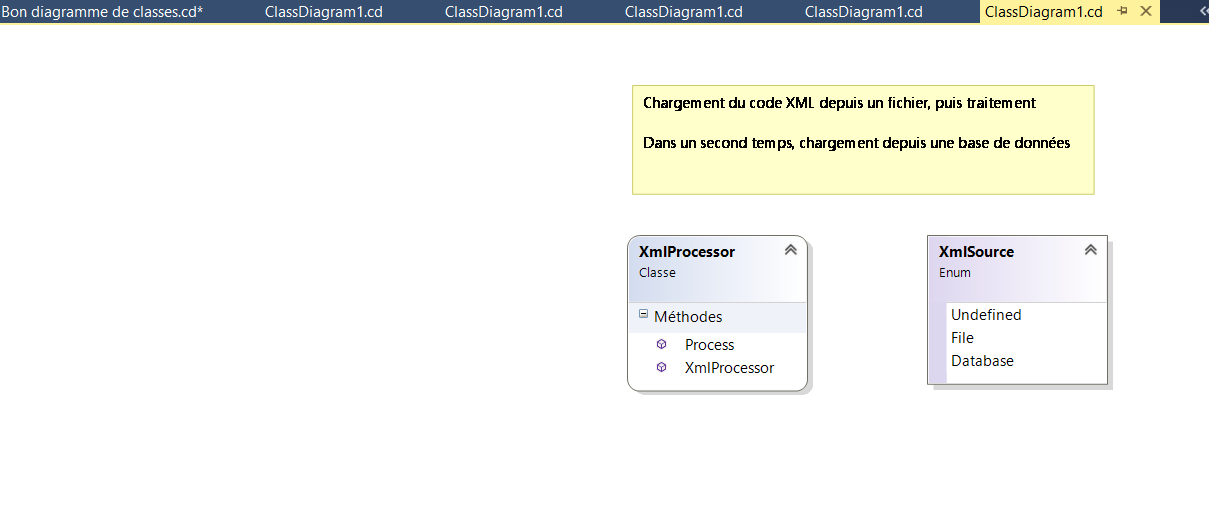 Bon diagramme de classes.cd* ClassDiagram1.cd ClassDiagram1.cd ClassDiagram1.cd ClassDiagram1.cd ClassDiagram1.cd
Chargement du code XML depuis un fichier, puis traitement
Dans un second temps, chargement depuis une base de données
XmlProcessor
Classe
Méthodes
Process
XmlProcessor
XmlSource
Enum
Undefined
File
Database